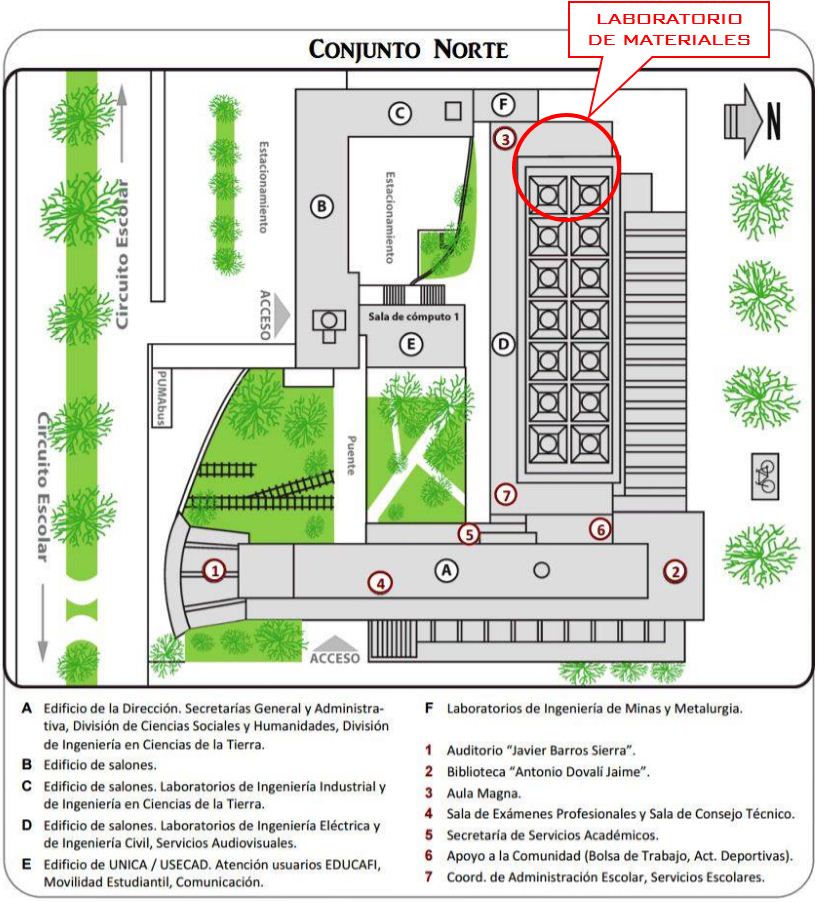 LABORATORIO
DE MATERIALES
CONJUNTO NORTE
C
F
3
N
Circuito Escolar
Estacionamiento
Estacionamiento
B
ACCESO
Sala de cómputo 1
E
D
PUMAbus
Circuito Escolar
Puente
7
5
6
1
4
A
2
ACCESO
A Edificio de la Dirección. Secretarías General y Administra-
tiva, División de Ciencias Sociales y Humanidades, División
de Ingeniería en Ciencias de la Tierra.
B Edificio de salones.
C Edificio de salones. Laboratorios de Ingeniería Industrial y
de Ingeniería en Ciencias de la Tierra.
D Edificio de salones. Laboratorios de Ingeniería Eléctrica y
de Ingeniería Civil, Servicios Audiovisuales.
E Edificio de UNICA / USECAD. Atención usuarios EDUCAFI,
Movilidad Estudiantil, Comunicación.
F Laboratorios de Ingeniería de Minas y Metalurgia.
1 Auditorio “Javier Barros Sierra”.
2 Biblioteca “Antonio Dovalí Jaime”.
3 Aula Magna.
4 Sala de Exámenes Profesionales y Sala de Consejo Técnico.
5 Secretaría de Servicios Académicos.
6 Apoyo a la Comunidad (Bolsa de Trabajo, Act. Deportivas).
7 Coord. de Administración Escolar, Servicios Escolares.